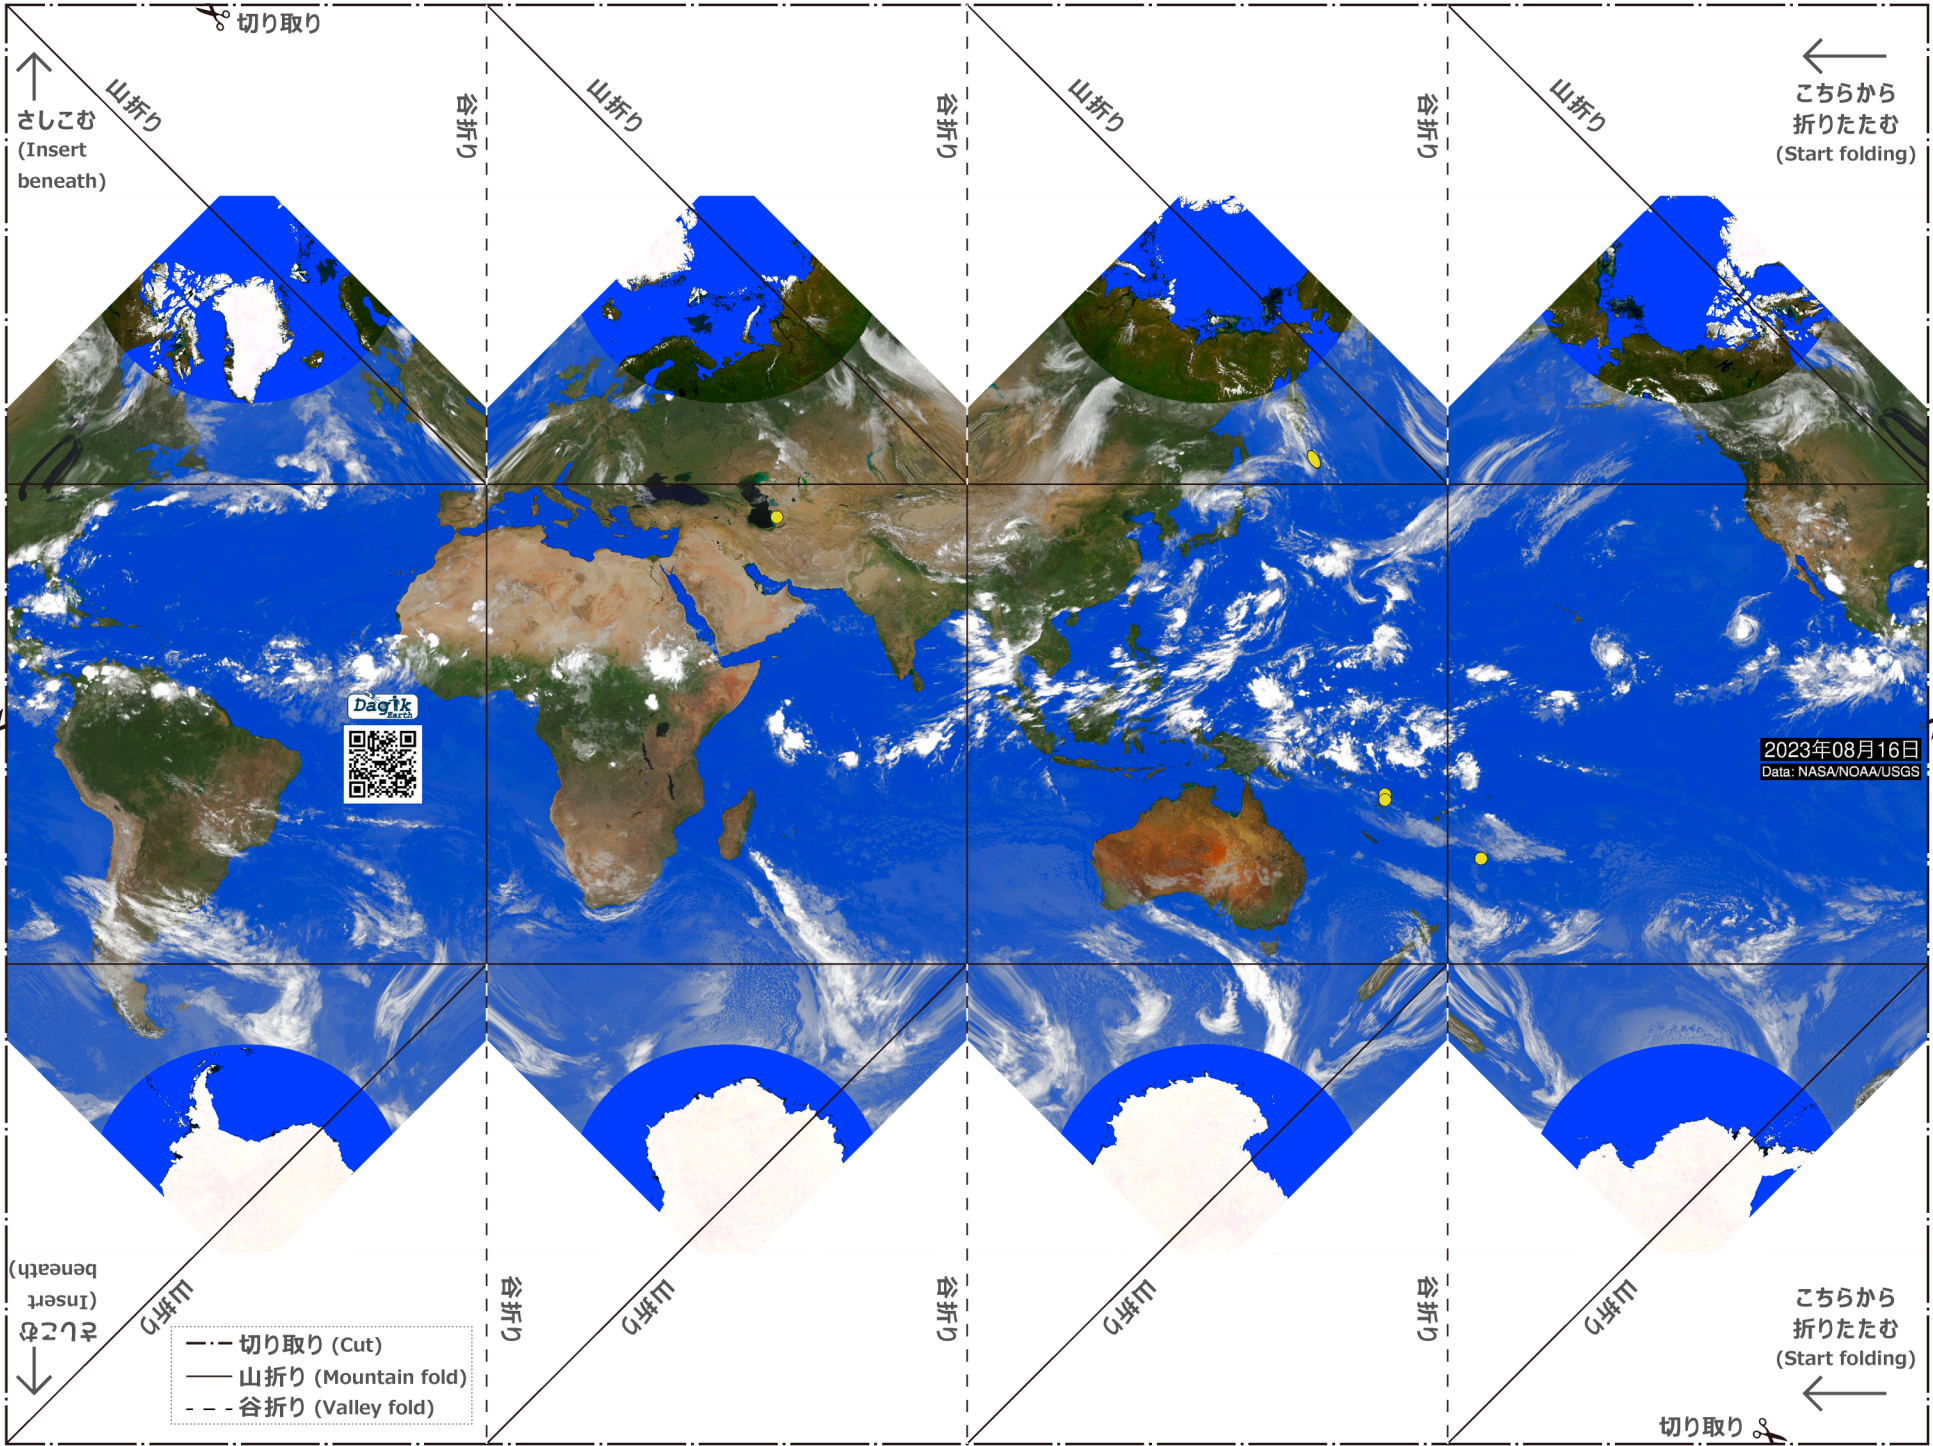 切り取り
山折り
谷折り
山折り
谷折り
山折り
谷折り
山折り
さしこむ
(Insert
beneath)
こちらから
折りたたむ
(Start folding)
Dagik
Earth
2023年08月16日
Data: NASA/NOAA/USGS
さしこむ
(Insert
beneath)
山折り
谷折り
山折り
谷折り
山折り
谷折り
山折り
切り取り (Cut)
山折り (Mountain fold)
谷折り (Valley fold)
こちらから
折りたたむ
(Start folding)
切り取り